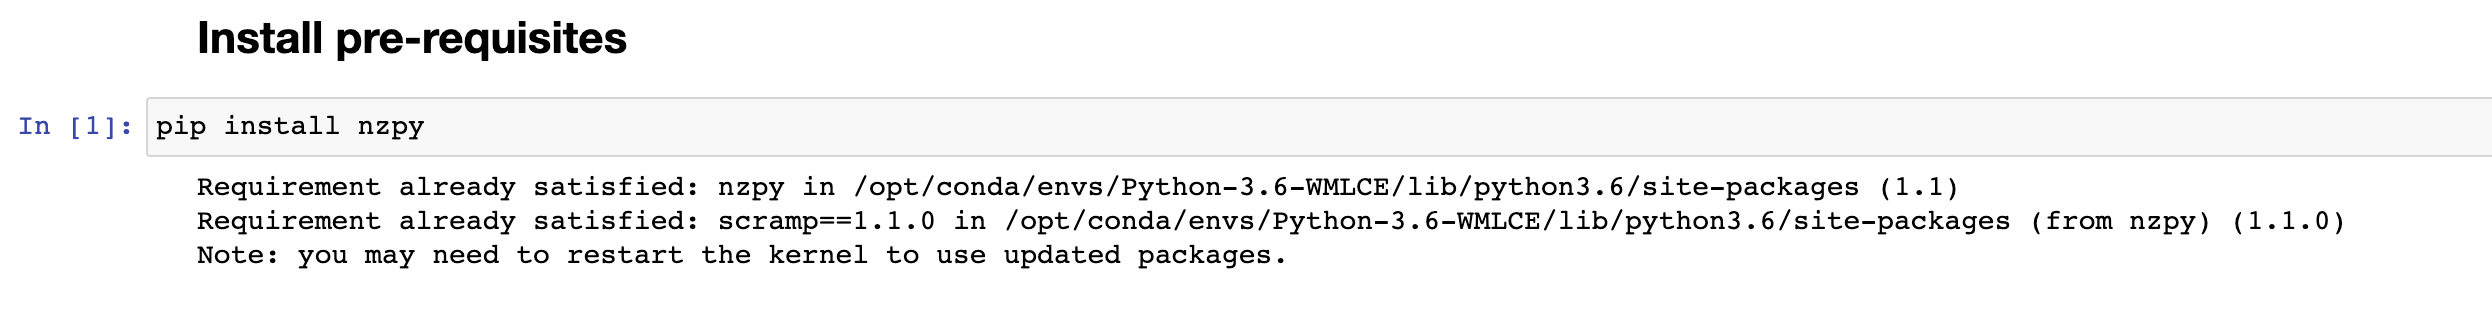 Install pre-requisites
In [1]: pip install nzpy
Requirement already satisfied: nzpy in /opt/conda/envs/Python-3.6-WMLCE/lib/python3.6/site-packages (1.1)
Requirement already satisfied: scramp==1.1.0 in /opt/conda/envs/Python-3.6-WMLCE/lib/python3.6/site-packages (from nzpy) (1.1.0)
Note: you may need to restart the kernel to use updated packages.